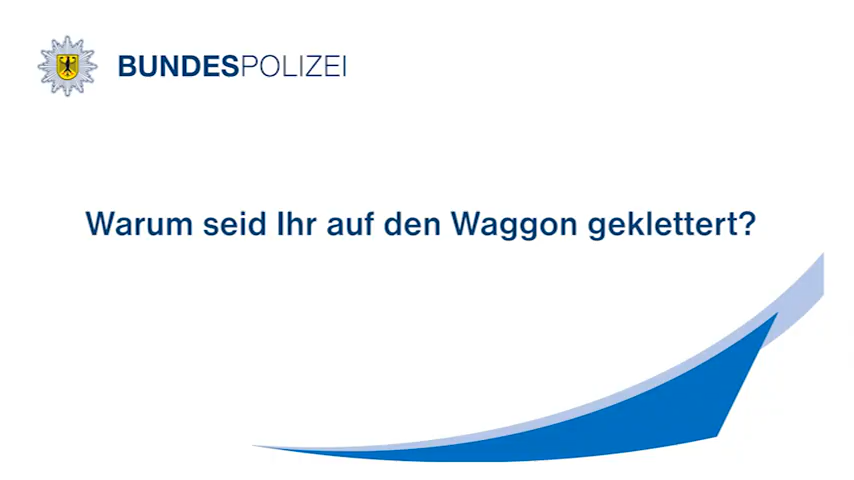 BUNDESPOLIZEI
Warum seid Ihr auf den Waggon geklettert?